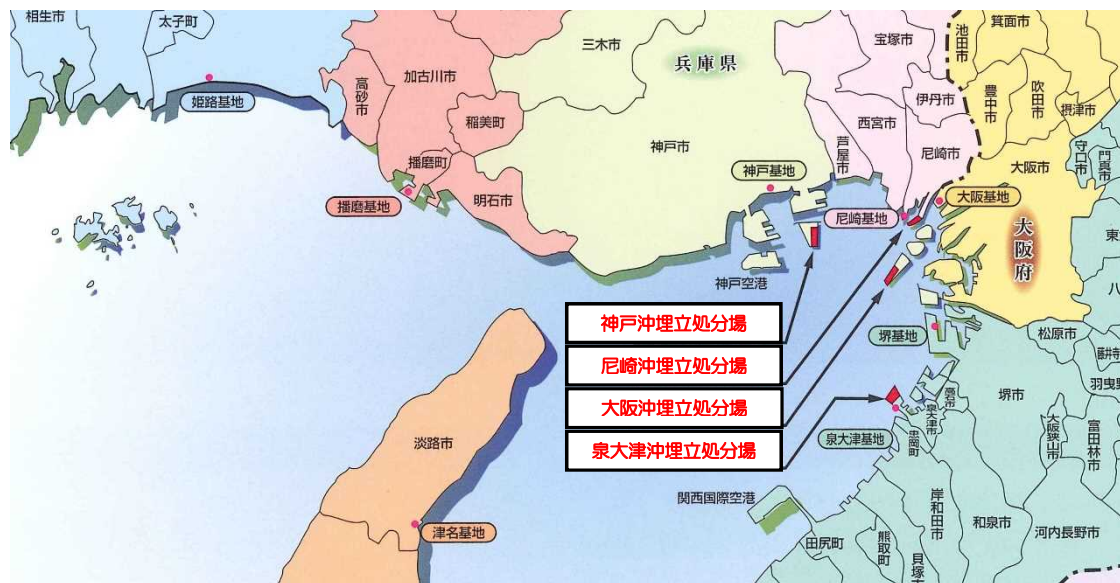 相生市
太子町
姫路基地
高砂市
加古川市
稲美町
播磨町
播磨基地
明石市
三木市
兵庫県
神戸市
神戸基地
神戸空港
芦屋市
西宮市
宝塚市
伊丹市
尼崎市
尼崎基地
池田市
箕面市
豊中市
吹田市
摂津市
守口市
門真市
大阪市
大阪基地
大阪府
東
八
神戸沖埋立処分場
尼崎沖埋立処分場
大阪沖埋立処分場
泉大津沖埋立処分場
堺基地
松原市
藤井寺
羽曳野
堺市
高石市
泉大津市
忠岡町
泉大津基地
大阪狭山市
富田林市
淡路市
津名基地
関西国際空港
田尻町
熊取町
貝塚市
岸和田市
和泉市
河内長野市